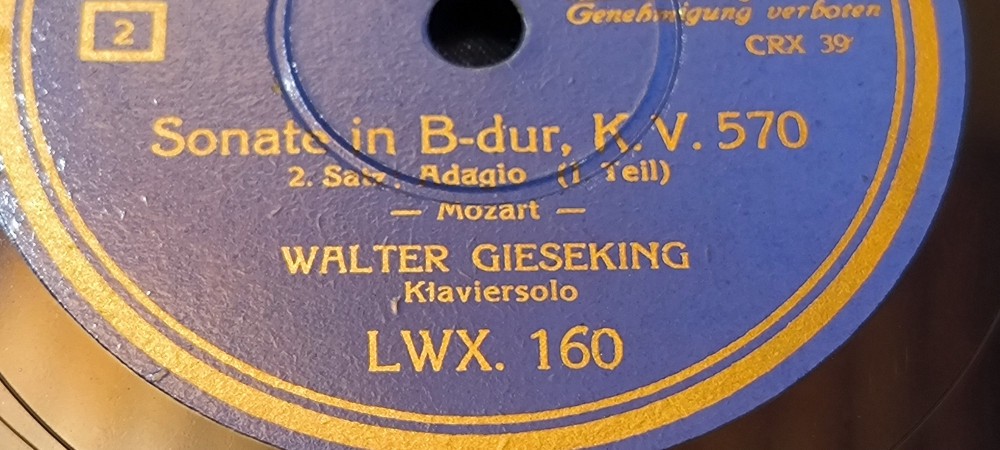 2
Genehmigung verboten
CRX 39
Sonate in B-dur, K.V. 570
2. Satz: Adagio (1. Teil)
— Mozart —
WALTER GIESEKING
Klaviersolo
LWX. 160